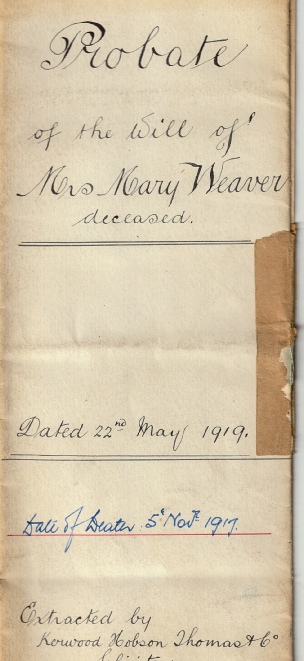 Probate
of the Will of
Mrs Mary Weaver
deceased.
Dated 22nd May 1919.
Date of Death 5th Novr 1917.
Extracted by
Hobson Thomas & Co